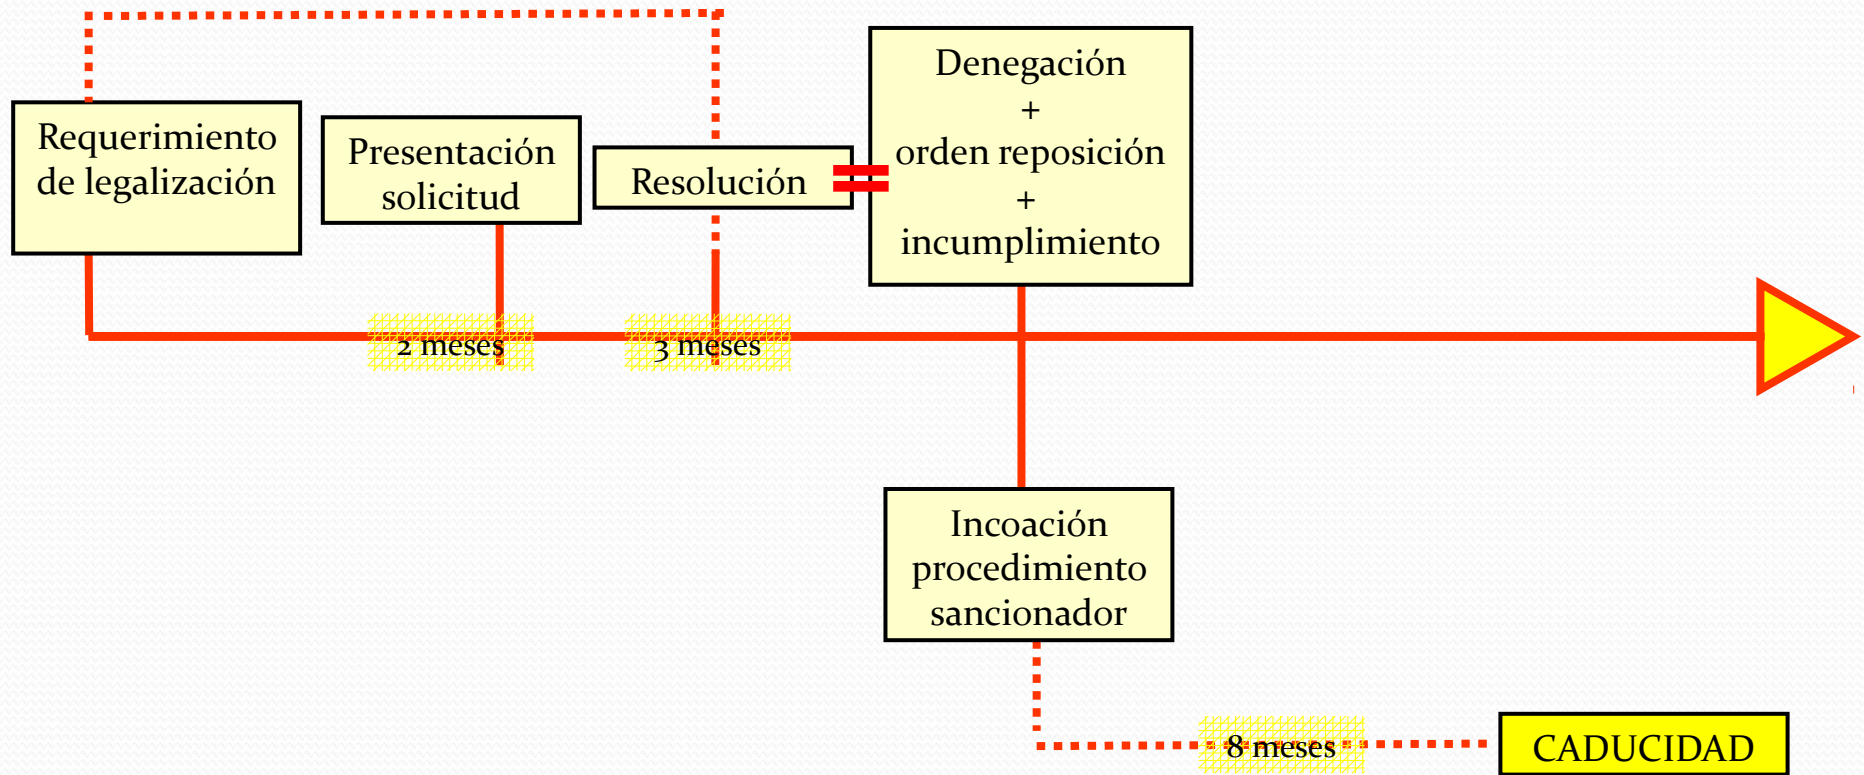 Requerimiento
de legalización
Presentación
solicitud
Resolución
Denegación
+
orden reposición
+
incumplimiento
2 meses
3 meses
Incoación
procedimiento
sancionador
8 meses
CADUCIDAD